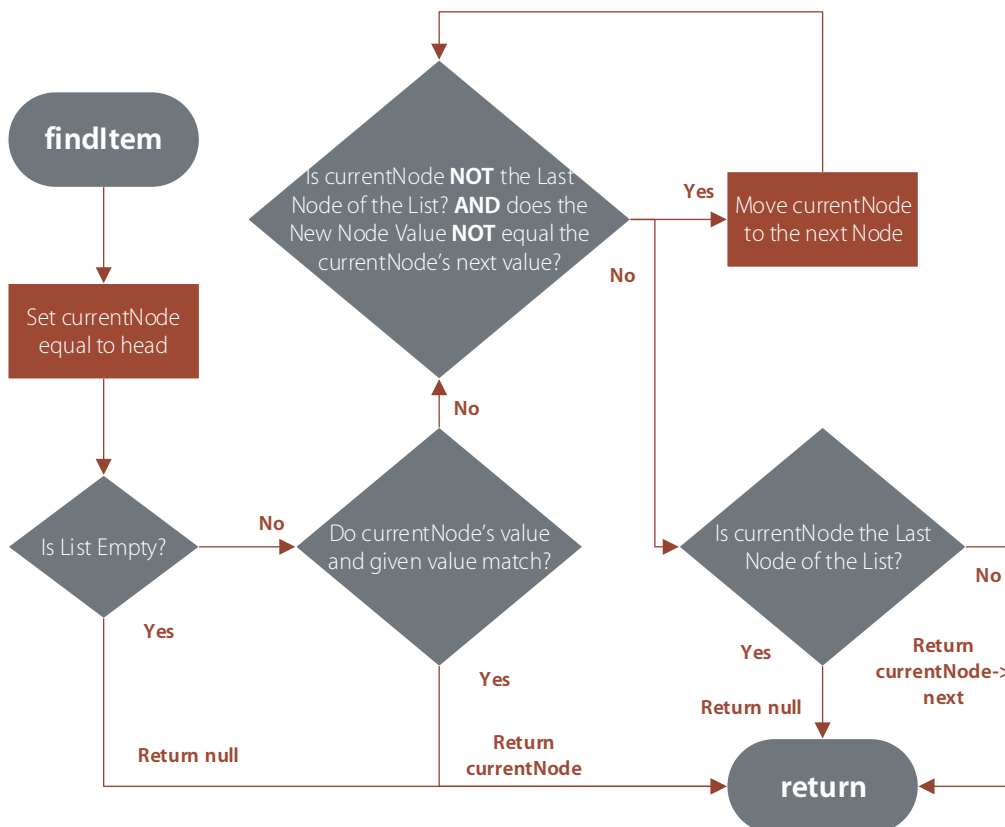 findItem
Set currentNode
equal to head
Is List Empty?
No
Yes
Return null
Do currentNode's value
and given value match?
No
Yes
Return
currentNode
Is currentNode NOT the Last
Node of the List? AND does the
New Node Value NOT equal the
currentNode's next value?
Yes
No
Move currentNode
to the next Node
Is currentNode the Last
Node of the List?
Yes
Return null
No
Return
currentNode->
next
return